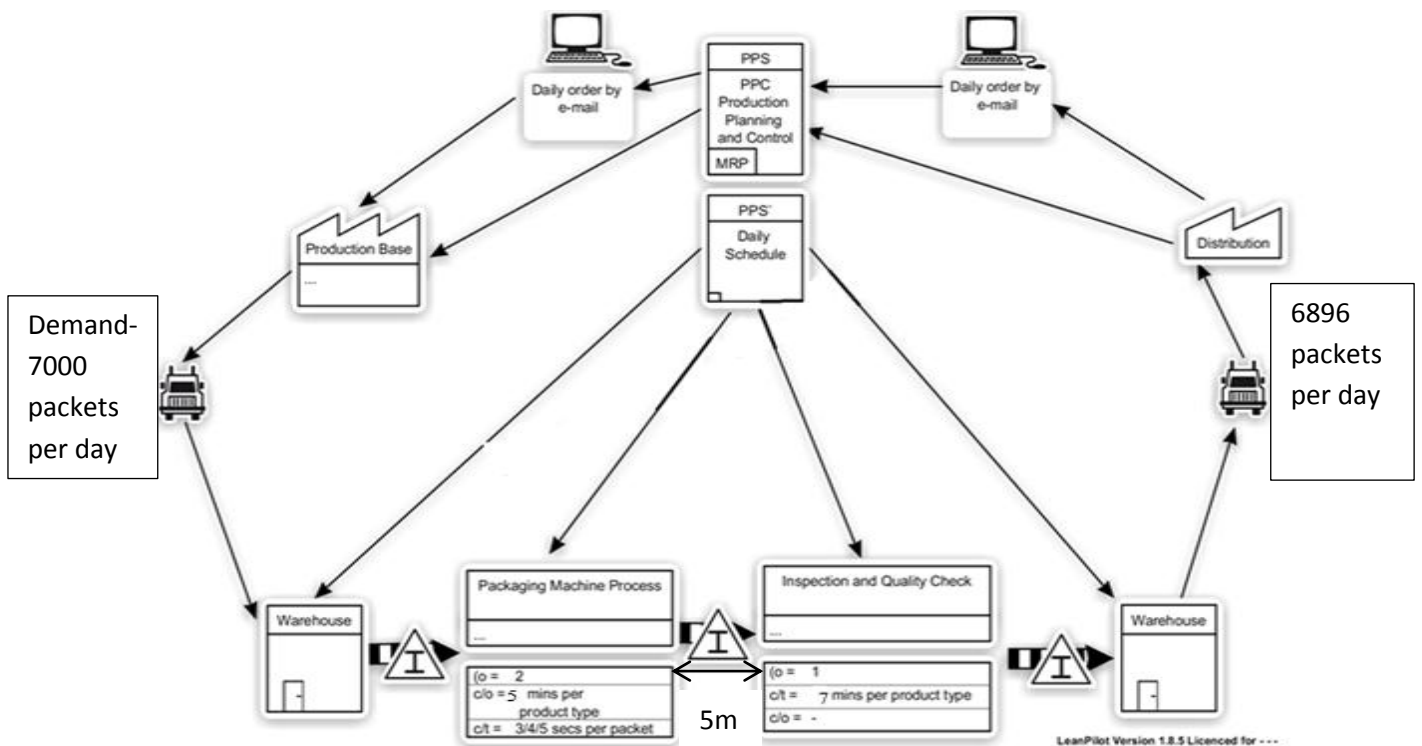 Daily order by
e-mail
PPS
PPC
Production
Planning
and Control
MRP
Daily order by
e-mail
PPS'
Daily
Schedule
Production Base
---
Distribution
Demand-
7000
packets
per day
6896
packets
per day
Warehouse
I
Packaging Machine Process
---
(o = 2
c/o = 5 mins per
product type
c/t = 3/4/5 secs per packet
I
5m
Inspection and Quality Check
---
(o = 1
c/t = 7 mins per product type
c/o = -
I
Warehouse
LeanPilot Version 1.8.5 Licenced for ---